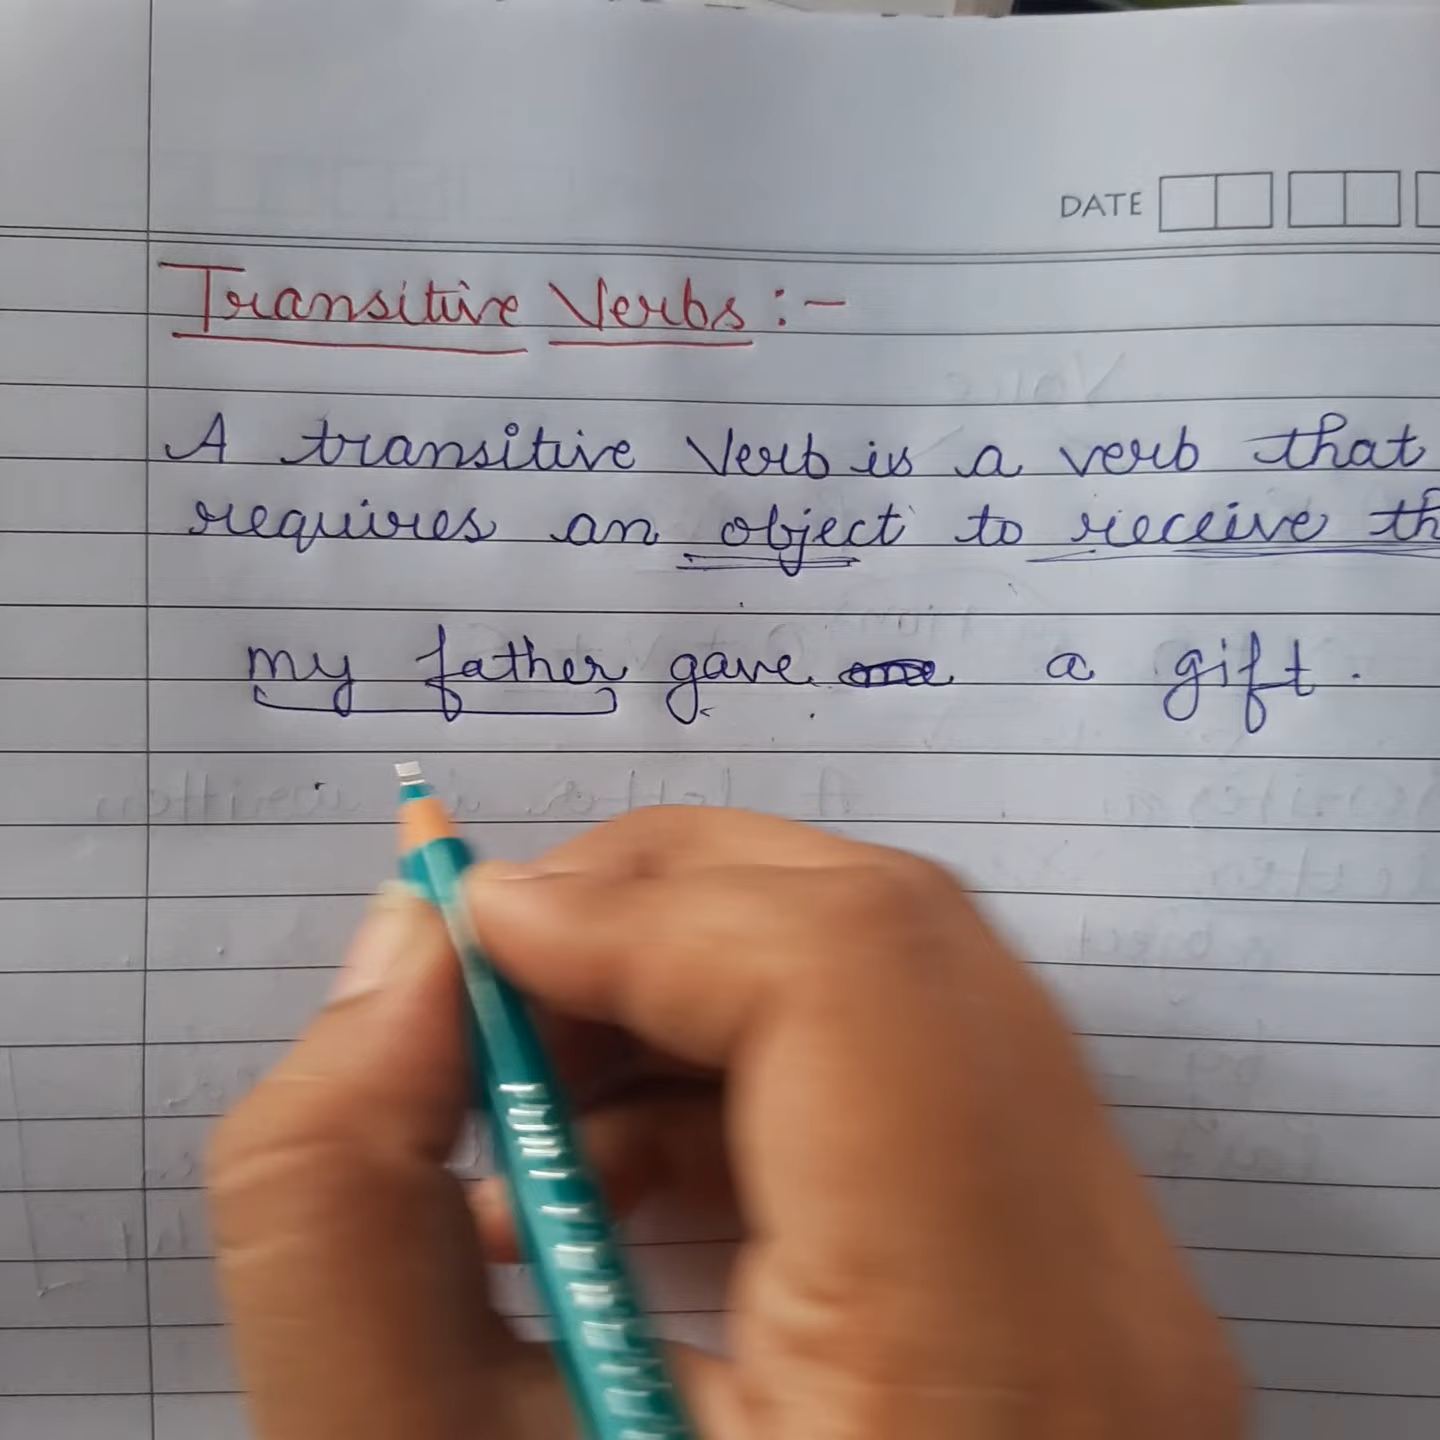 DATE
Transitive Verbs :-
A transitive Verb is a verb that
requires an object to receive th
my father gave a gift.